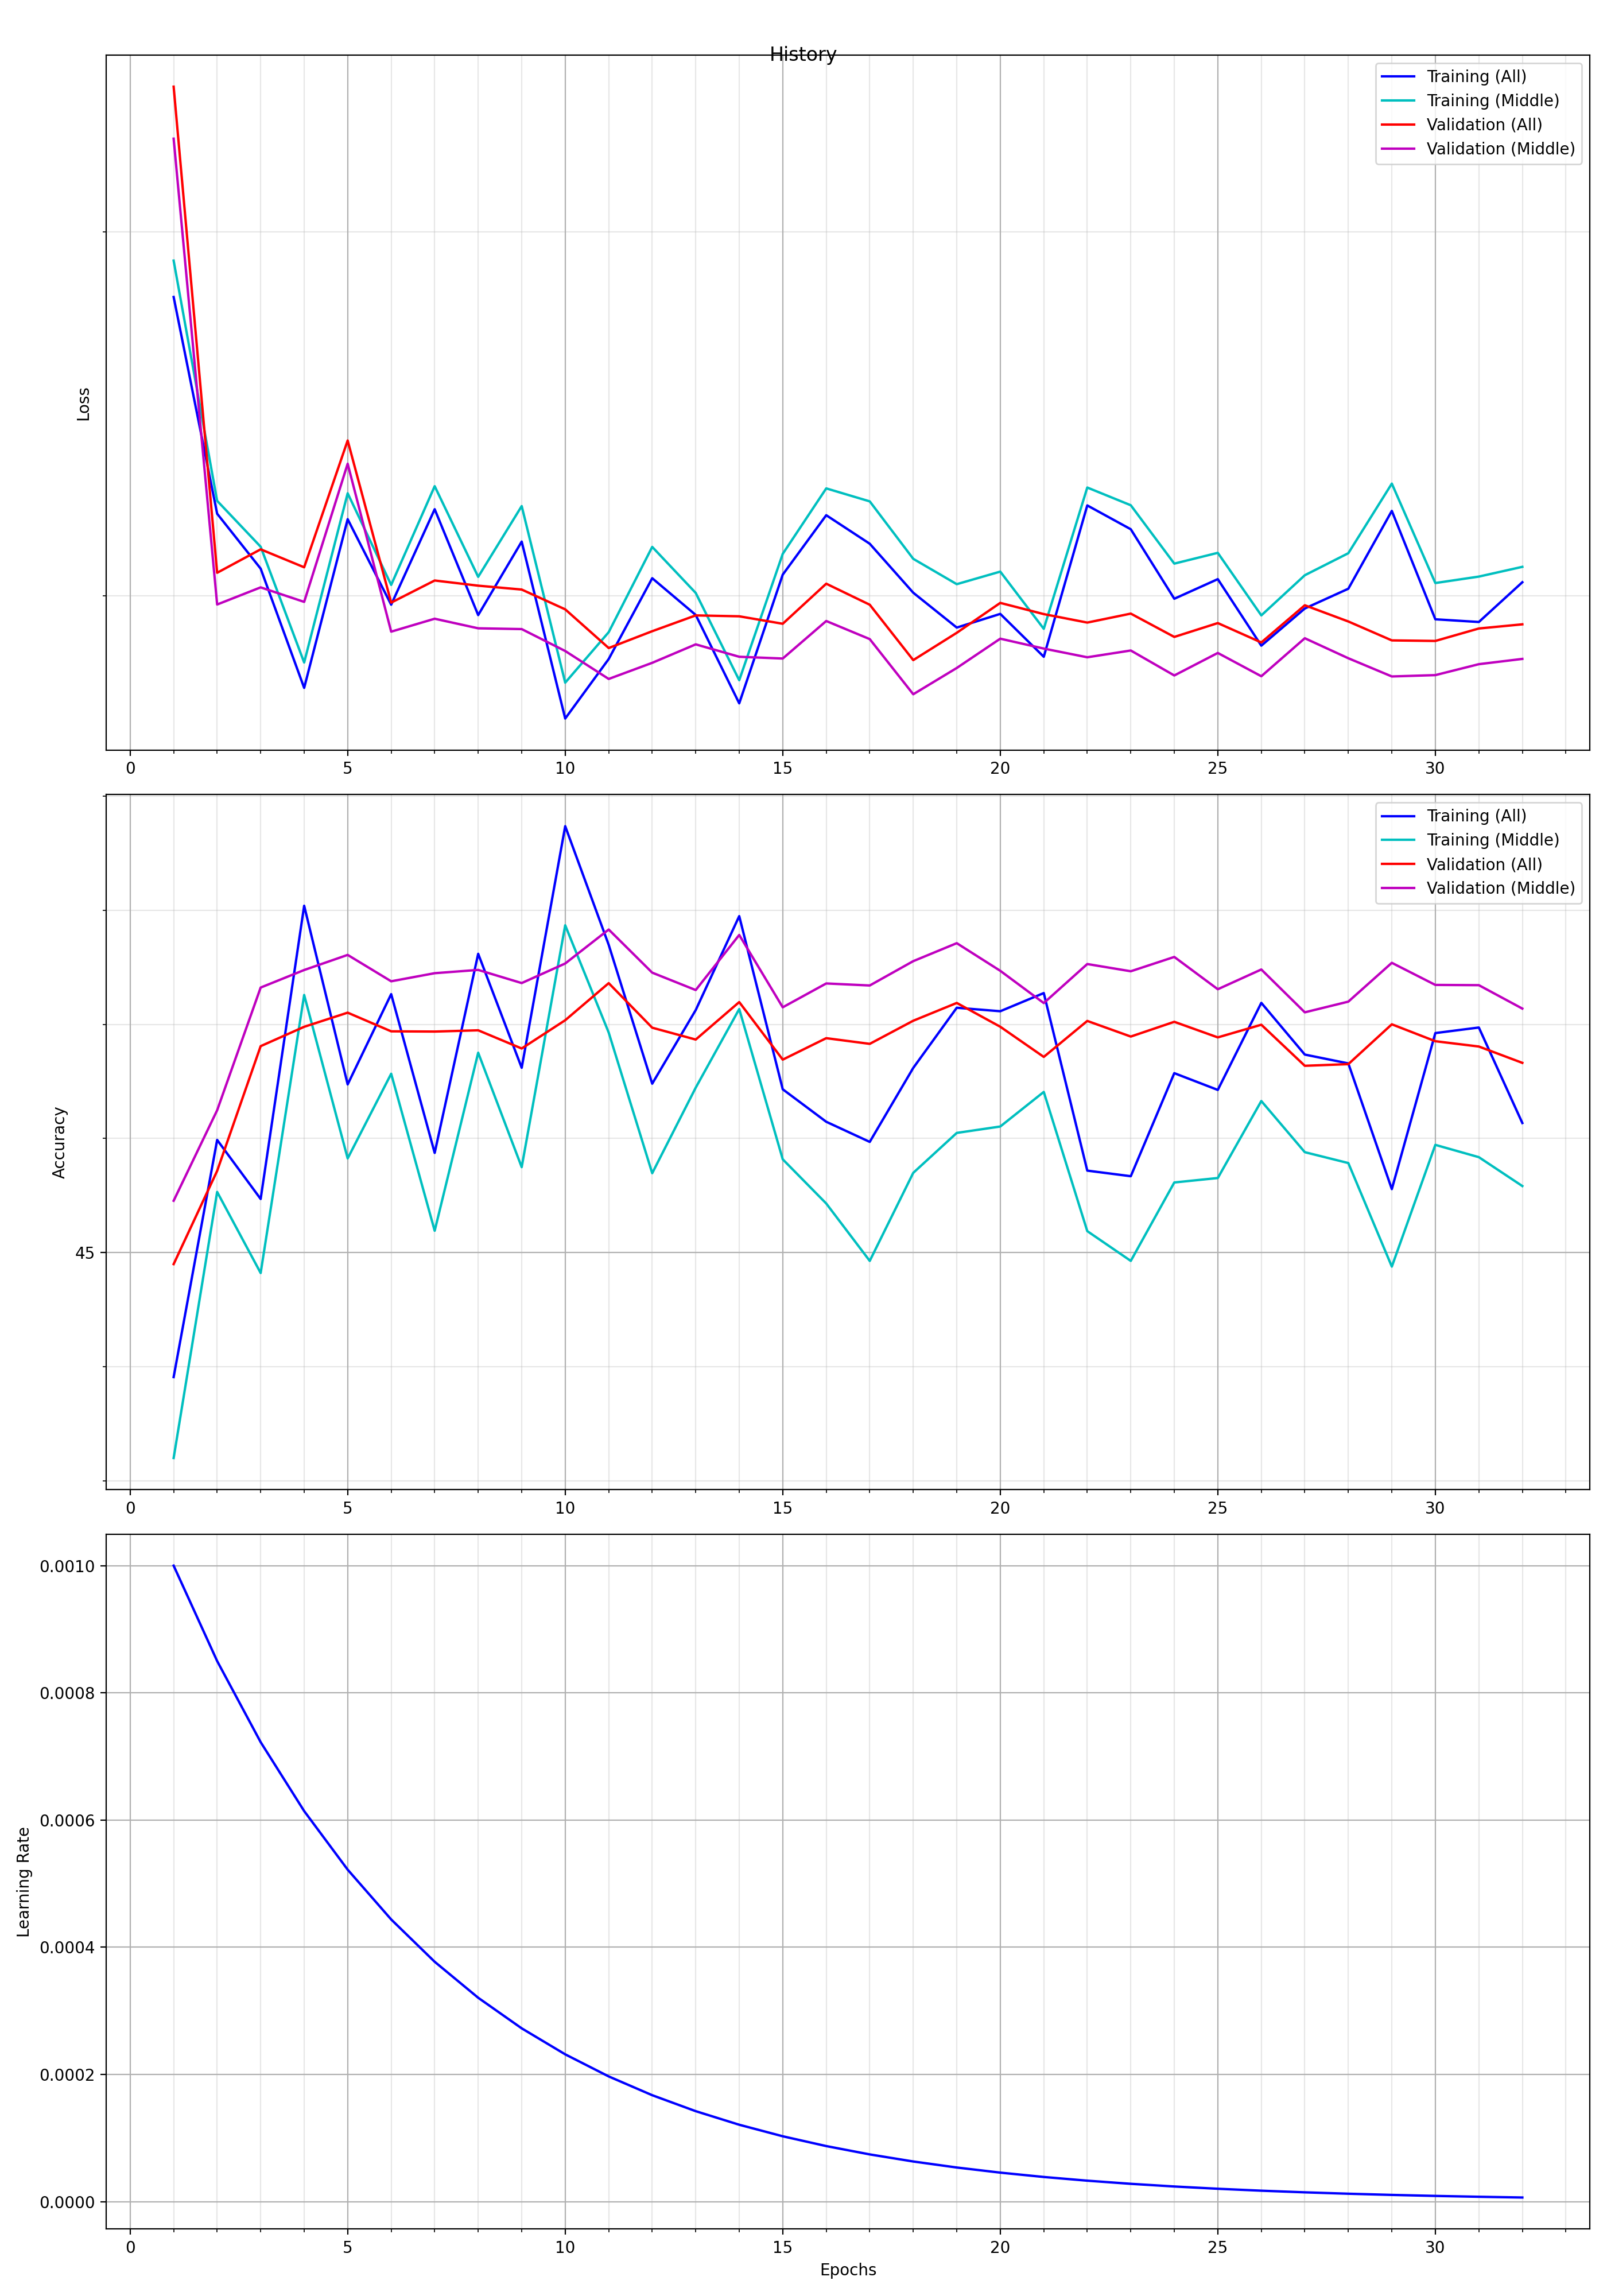 History
Training (All)
Training (Middle)
Validation (All)
Validation (Middle)
Loss
0 5 10 15 20 25 30
Training (All)
Training (Middle)
Validation (All)
Validation (Middle)
Accuracy
45
0 5 10 15 20 25 30
0.0010
0.0008
0.0006
Learning Rate
0.0004
0.0002
0.0000
0 5 10 15 20 25 30
Epochs